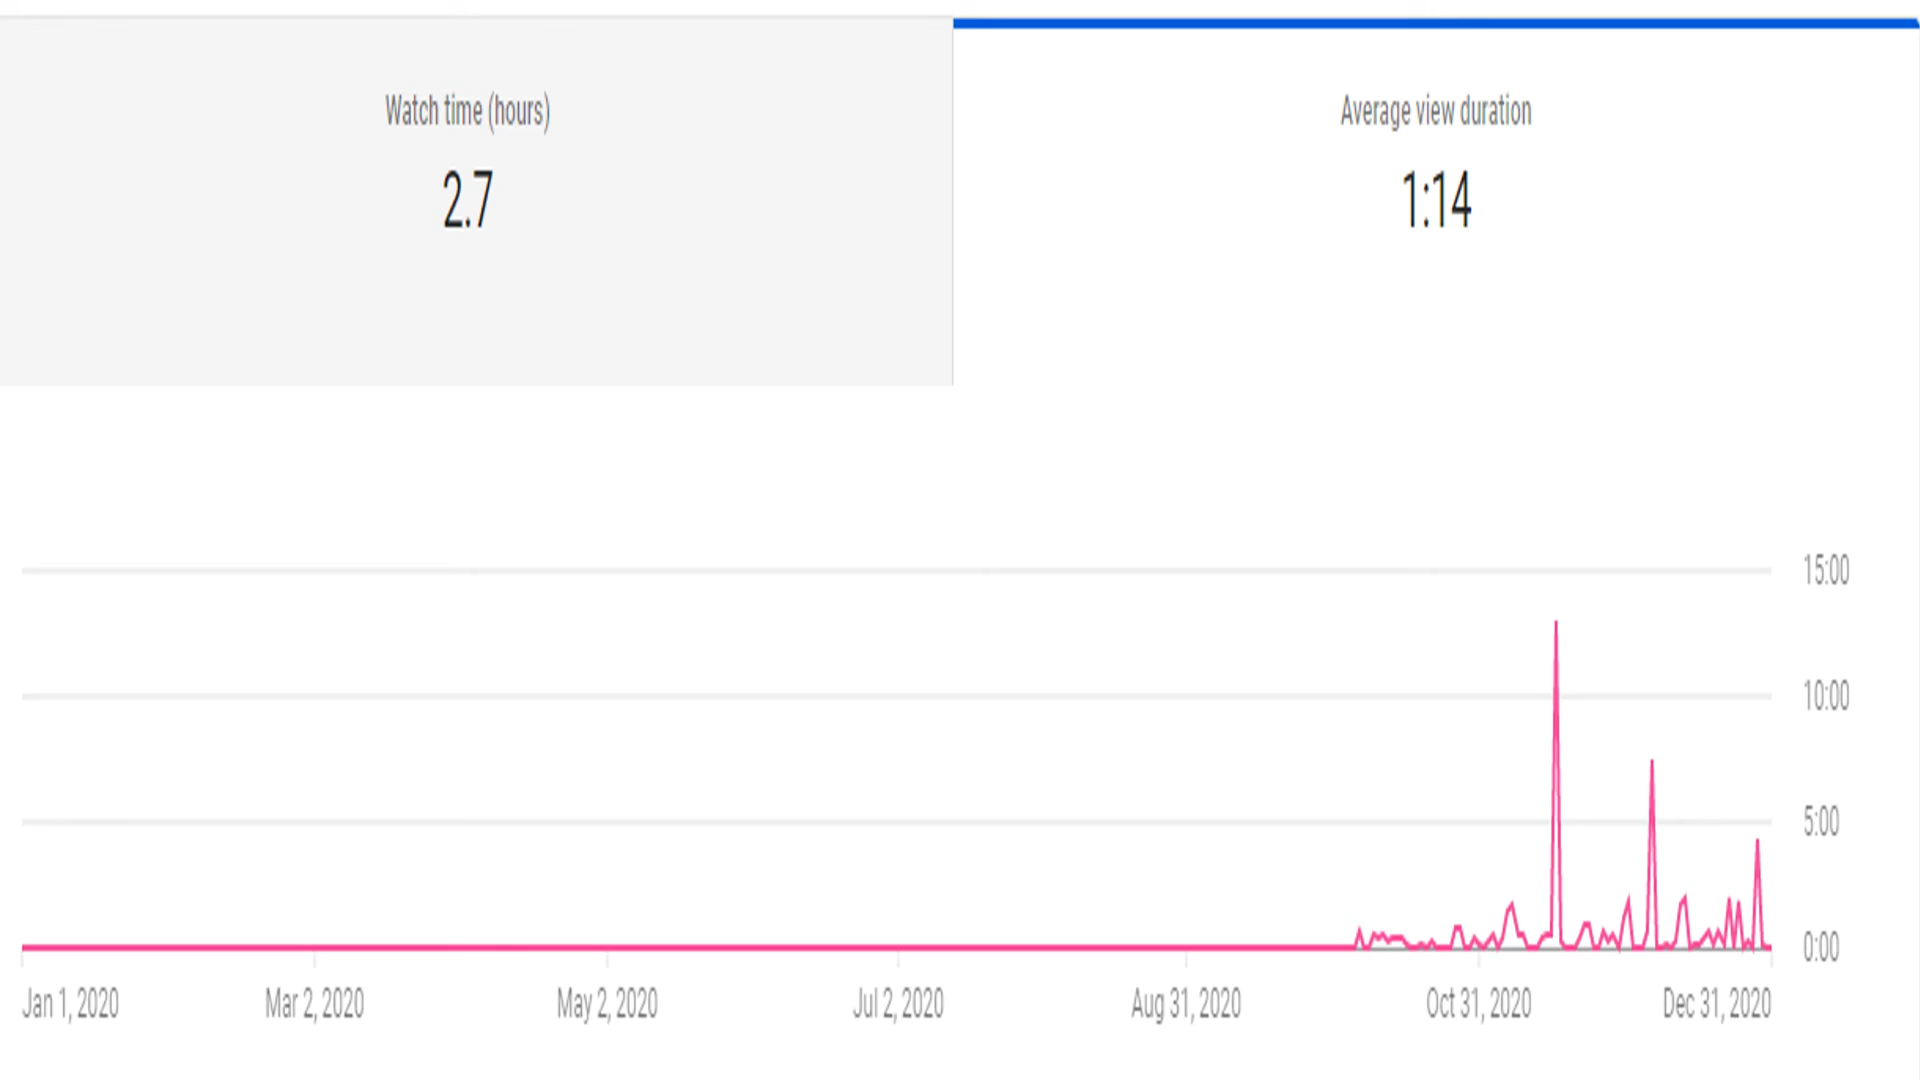 Watch time (hours)
2.7
Average view duration
1:14
15:00
10:00
5:00
0:00
Jan 1, 2020
Mar 2, 2020
May 2, 2020
Jul 2, 2020
Aug 31, 2020
Oct 31, 2020
Dec 31, 2020